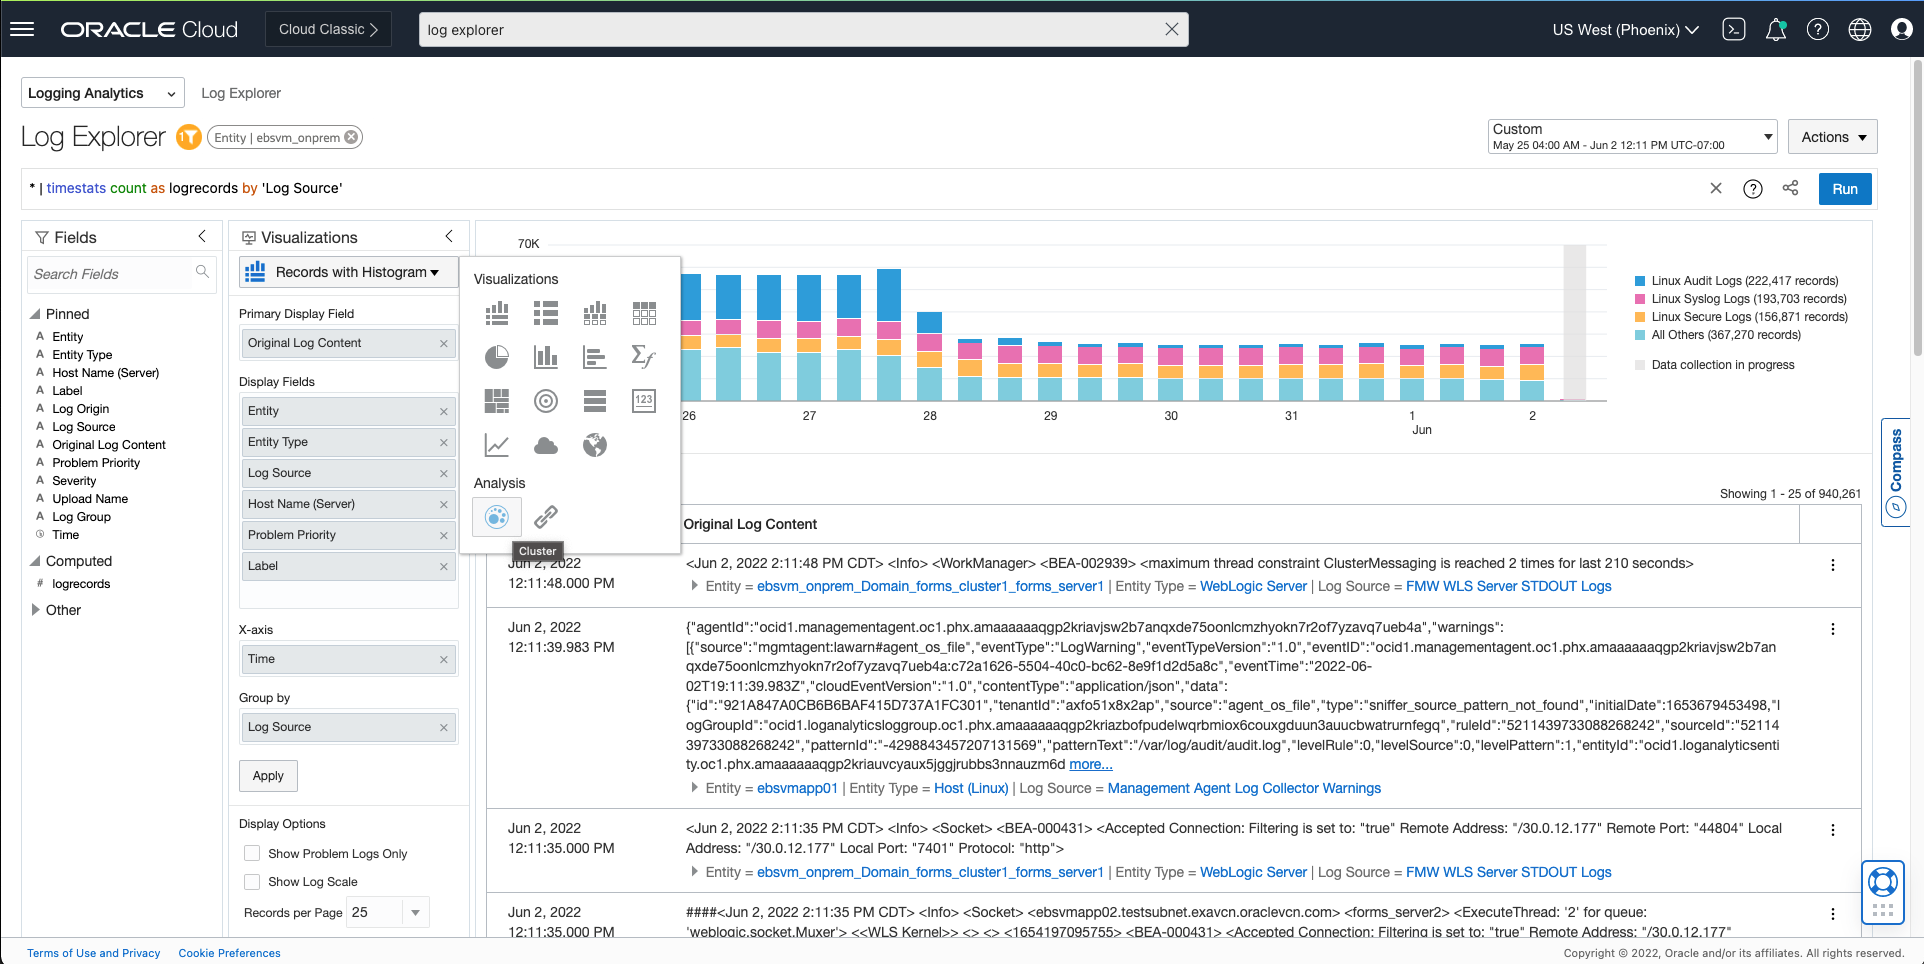 ORACLE Cloud
Cloud Classic
log explorer
US West (Phoenix)
Logging Analytics
Log Explorer
Log Explorer
1
Entity | ebsvm_onprem
Custom
May 25 04:00 AM - Jun 2 12:11 PM UTC-07:00
Actions
* | timestats count as logrecords by 'Log Source'
Run
Fields
Search Fields
Pinned
A Entity
A Entity Type
A Host Name (Server)
A Label
A Log Origin
A Log Source
A Original Log Content
A Problem Priority
A Severity
A Upload Name
A Log Group
Time
Computed
# logrecords
Other
Visualizations
Records with Histogram
Primary Display Field
Original Log Content
Display Fields
Entity
Entity Type
Log Source
Host Name (Server)
Problem Priority
Label
X-axis
Time
Group by
Log Source
Apply
Display Options
Show Problem Logs Only
Show Log Scale
Records per Page 25
Visualizations
123
Analysis
Cluster
70K
26 27 28 29 30 31 1 2
Jun
Linux Audit Logs (222,417 records)
Linux Syslog Logs (193,703 records)
Linux Secure Logs (156,871 records)
All Others (367,270 records)
Data collection in progress
Showing 1 - 25 of 940,261
Original Log Content
Jun 2, 2022
12:11:48.000 PM
<Jun 2, 2022 2:11:48 PM CDT> <Info> <WorkManager> <BEA-002939> <maximum thread constraint ClusterMessaging is reached 2 times for last 210 seconds>
Entity = ebsvm_onprem_Domain_forms_cluster1_forms_server1 | Entity Type = WebLogic Server | Log Source = FMW WLS Server STDOUT Logs
Jun 2, 2022
12:11:39.983 PM
{"agentId":"ocid1.managementagent.oc1.phx.amaaaaaaqgp2kriavjsw2b7anqxde75oonlcmzhyokn7r2of7yzavq7ueb4a","warnings":
[{"source":"mgmtagent:lawarn#agent_os_file","eventType":"LogWarning","eventTypeVersion":"1.0","eventID":"ocid1.managementagent.oc1.phx.amaaaaaaqgp2kriavjsw2b7an
qxde75oonlcmzhyokn7r2of7yzavq7ueb4a:c72a1626-5504-40c0-bc62-8e9f1d2d5a8c","eventTime":"2022-06-
02T19:11:39.983Z","cloudEventVersion":"1.0","contentType":"application/json","data":
{"id":"921A847A0CB6B6BAF415D737A1FC301","tenantId":"axfo51x8x2ap","source":"agent_os_file","type":"sniffer_source_pattern_not_found","initialDate":1653679453498,"l
ogGroupId":"ocid1.loganalyticsloggroup.oc1.phx.amaaaaaaqgp2kriazbofpudelwqrbmiox6couxgduun3auucbwatrurnfegq","ruleId":"5211439733088268242","sourceId":"52114
39733088268242","patternId":"-4298843457207131569","patternText":"/var/log/audit/audit.log","levelRule":0,"levelSource":0,"levelPattern":1,"entityId":"ocid1.loganalyticsenti
ty.oc1.phx.amaaaaaaqgp2kriauvcyaux5jggjrubbs3nnauzm6d more...
Entity = ebsvmapp01 | Entity Type = Host (Linux) | Log Source = Management Agent Log Collector Warnings
Jun 2, 2022
12:11:35.000 PM
<Jun 2, 2022 2:11:35 PM CDT> <Info> <Socket> <BEA-000431> <Accepted Connection: Filtering is set to: "true" Remote Address: "/30.0.12.177" Remote Port: "44804" Local
Address: "/30.0.12.177" Local Port: "7401" Protocol: "http">
Entity = ebsvm_onprem_Domain_forms_cluster1_forms_server1 | Entity Type = WebLogic Server | Log Source = FMW WLS Server STDOUT Logs
Jun 2, 2022
12:11:35.000 PM
####<Jun 2, 2022 2:11:35 PM CDT> <Info> <Socket> <ebsvmapp02.testsubnet.exavcn.oraclevcn.com> <forms_server2> <ExecuteThread: '2' for queue:
'weblogic.socket.Muxer'> <<WLS Kernel>> <> <> <1654197095755> <BEA-000431> <Accepted Connection: Filtering is set to: "true" Remote Address: "/30.0.12.177"
Compass
Terms of Use and Privacy
Cookie Preferences
Copyright © 2022, Oracle and/or its affiliates. All rights reserved.